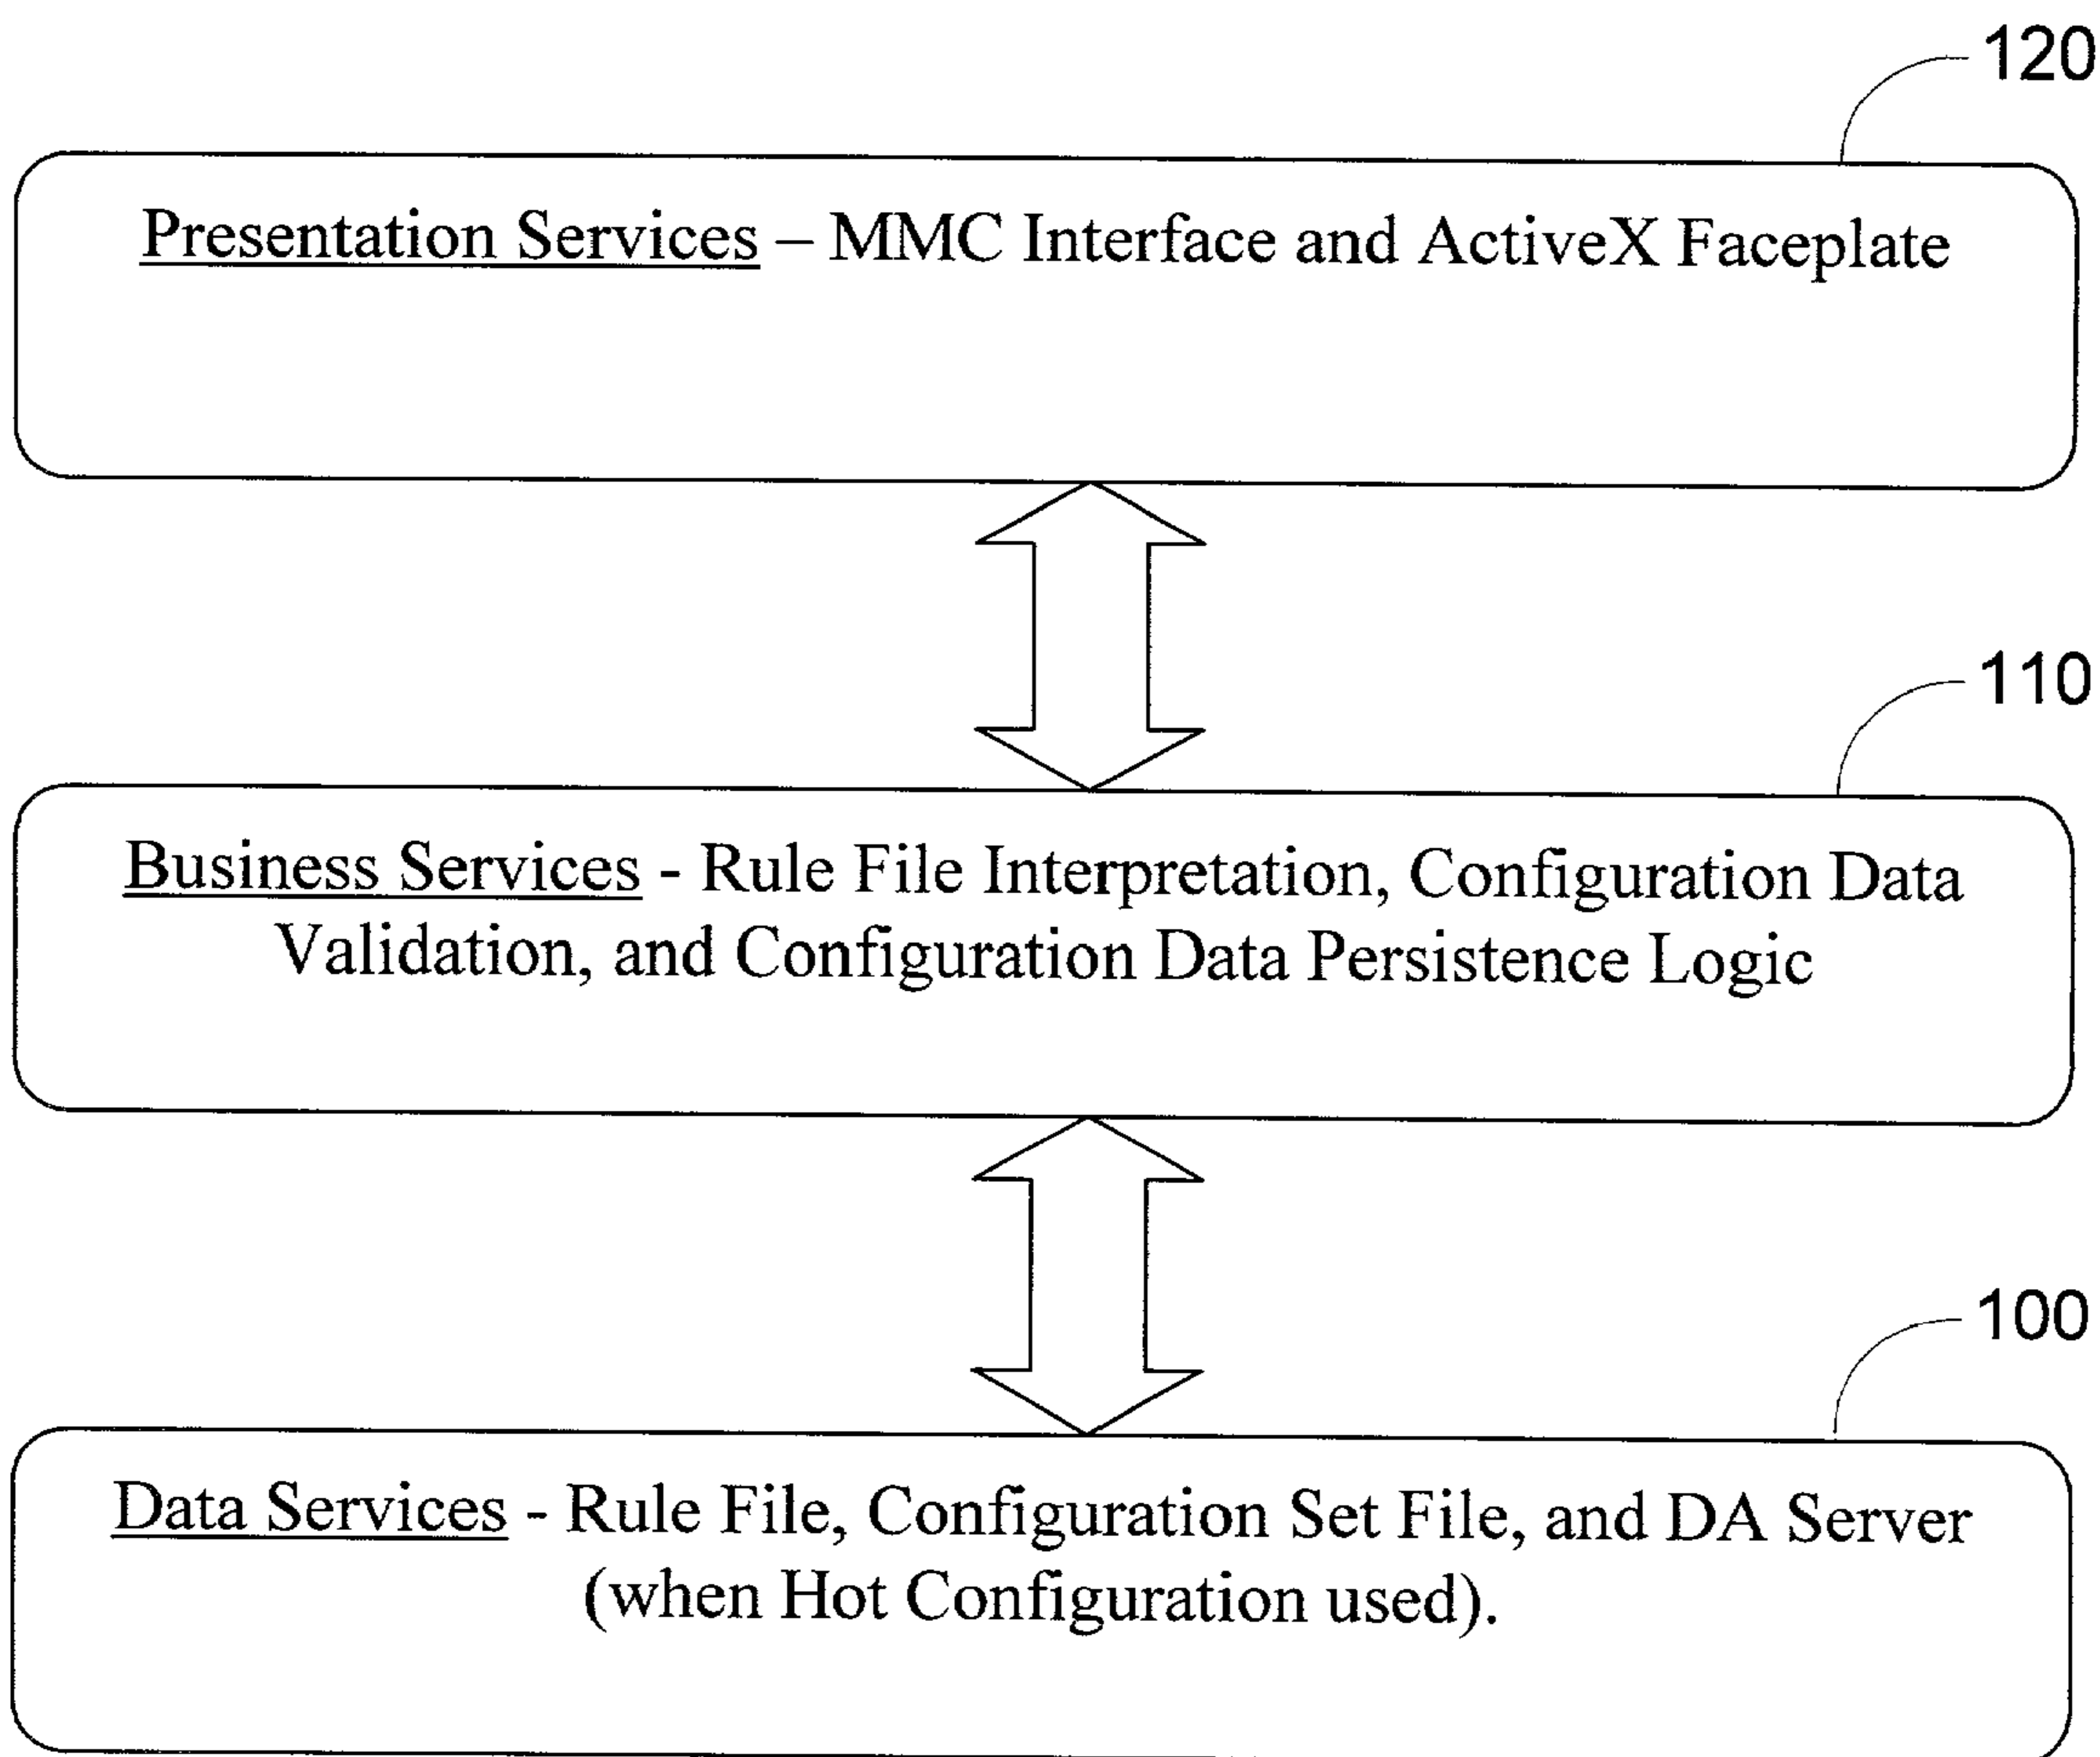 120
Presentation Services – MMC Interface and ActiveX Faceplate
110
Business Services - Rule File Interpretation, Configuration Data
Validation, and Configuration Data Persistence Logic
100
Data Services - Rule File, Configuration Set File, and DA Server
(when Hot Configuration used).